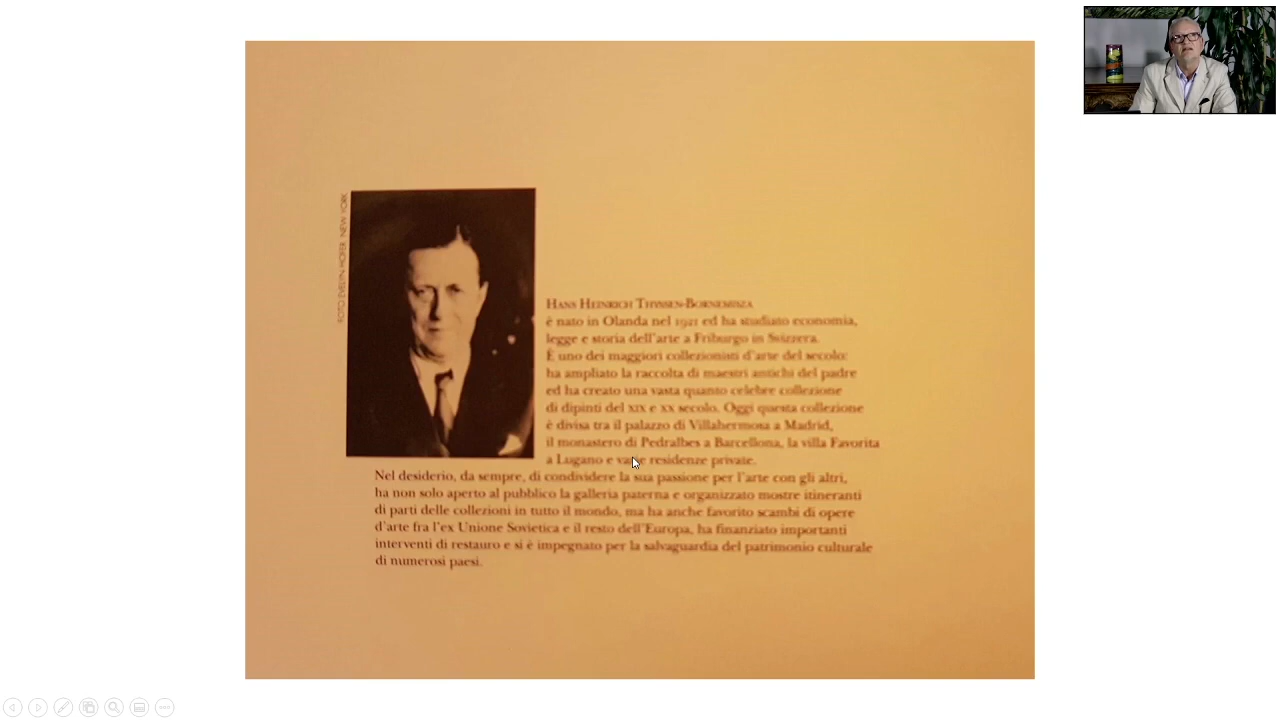 FOTO EVELYN HOFER NEW YORK
HANS HEINRICH THYSSEN-BORNEMISZA
è nato in Olanda nel 1921 ed ha studiato economia,
legge e storia dell'arte a Friburgo in Svizzera.
È uno dei maggiori collezionisti d'arte del secolo:
ha ampliato la raccolta di maestri antichi del padre
ed ha creato una vasta quanto celebre collezione
di dipinti del XIX e XX secolo. Oggi questa collezione
è divisa tra il palazzo di Villahermosa a Madrid,
il monastero di Pedralbes a Barcellona, la villa Favorita
a Lugano e varie residenze private.
Nel desiderio, da sempre, di condividere la sua passione per l'arte con gli altri,
ha non solo aperto al pubblico la galleria paterna e organizzato mostre itineranti
di parti delle collezioni in tutto il mondo, ma ha anche favorito scambi di opere
d'arte fra l'ex Unione Sovietica e il resto dell'Europa, ha finanziato importanti
interventi di restauro e si è impegnato per la salvaguardia del patrimonio culturale
di numerosi paesi.